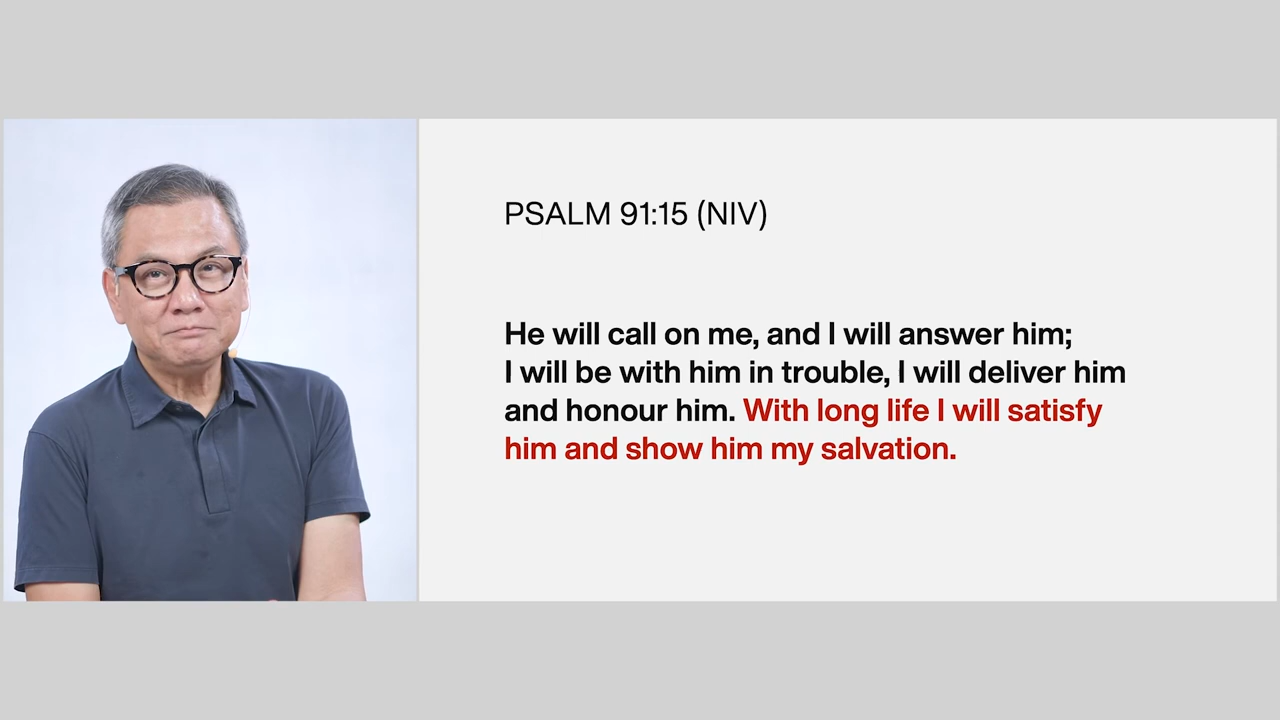 PSALM 91:15 (NIV)
He will call on me, and I will answer him;
I will be with him in trouble, I will deliver him
and honour him. With long life I will satisfy
him and show him my salvation.